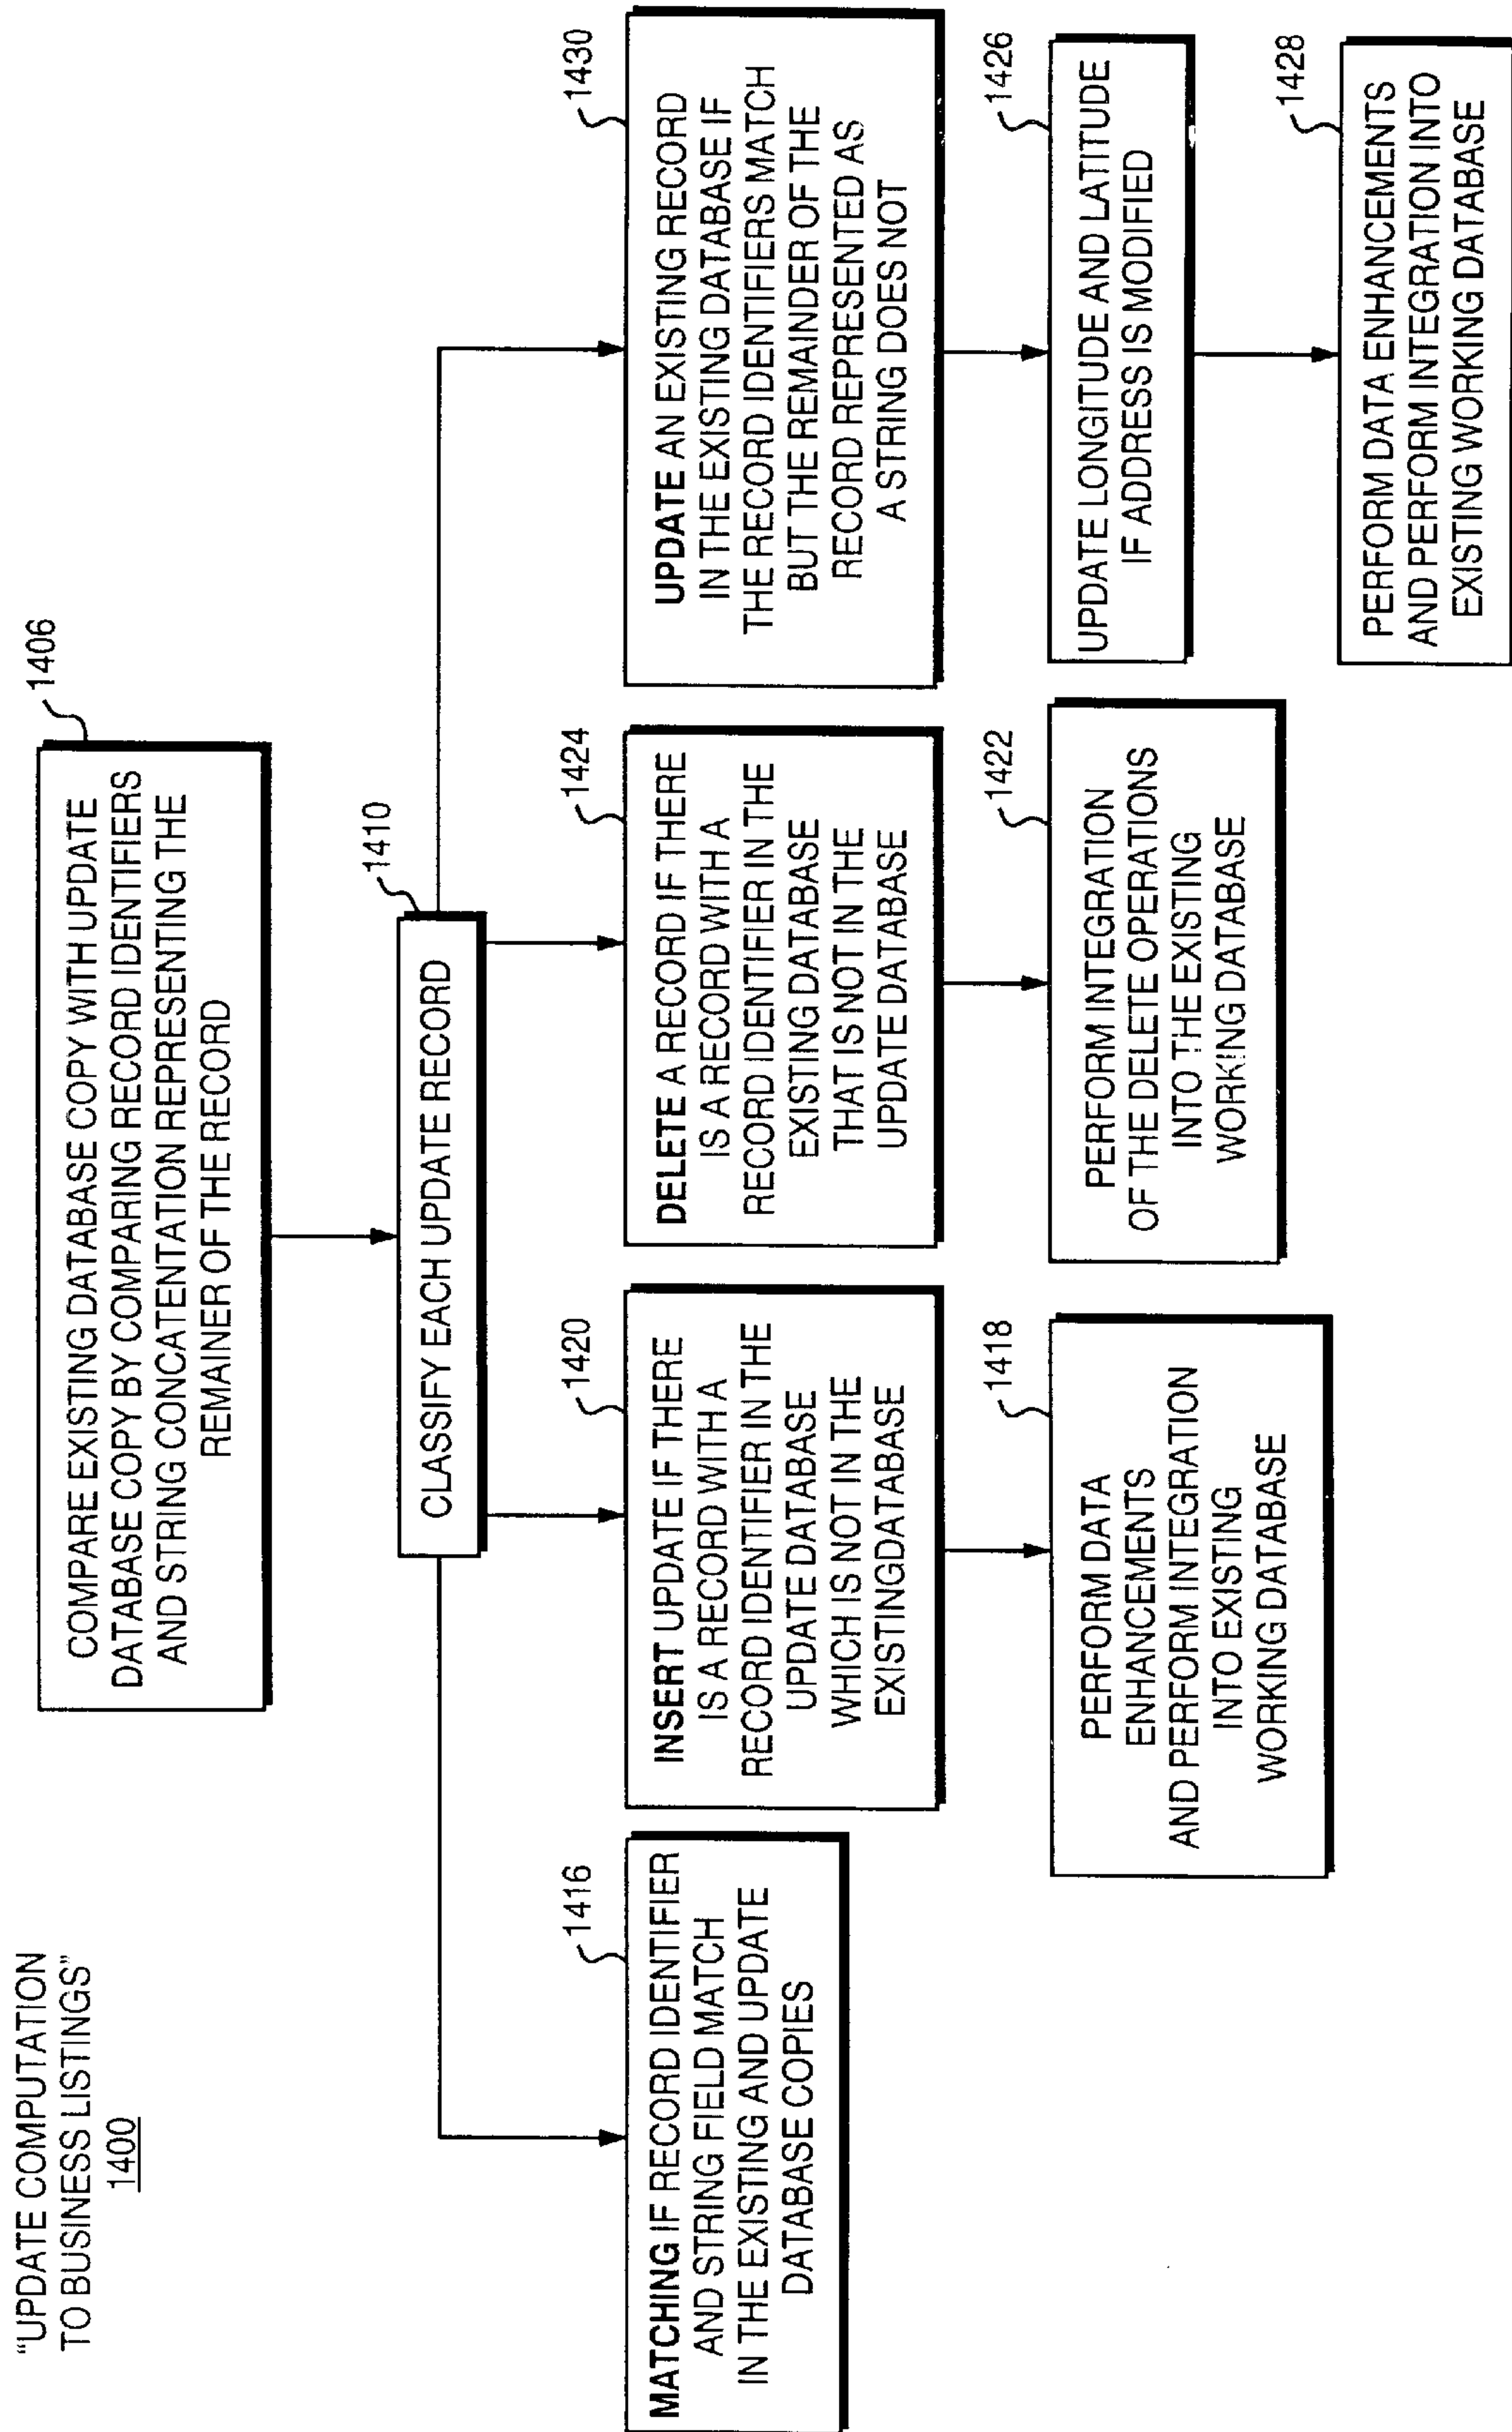 "UPDATE COMPUTATION
TO BUSINESS LISTINGS"
1400
1406
COMPARE EXISTING DATABASE COPY WITH UPDATE
DATABASE COPY BY COMPARING RECORD IDENTIFIERS
AND STRING CONCATENTATION REPRESENTING THE
REMAINER OF THE RECORD
1410
CLASSIFY EACH UPDATE RECORD
1416
MATCHING IF RECORD IDENTIFIER
AND STRING FIELD MATCH
IN THE EXISTING AND UPDATE
DATABASE COPIES
1420
INSERT UPDATE IF THERE
IS A RECORD WITH A
RECORD IDENTIFIER IN THE
UPDATE DATABASE
WHICH IS NOT IN THE
EXISTINGDATABASE
1424
DELETE A RECORD IF THERE
IS A RECORD WITH A
RECORD IDENTIFIER IN THE
EXISTING DATABASE
THAT IS NOT IN THE
UPDATE DATABASE
1430
UPDATE AN EXISTING RECORD
IN THE EXISTING DATABASE IF
THE RECORD IDENTIFIERS MATCH
BUT THE REMAINDER OF THE
RECORD REPRESENTED AS
A STRING DOES NOT
1418
PERFORM DATA
ENHANCEMENTS
AND PERFORM INTEGRATION
INTO EXISTING
WORKING DATABASE
1422
PERFORM INTEGRATION
OF THE DELETE OPERATIONS
INTO THE EXISTING
WORKING DATABASE
1426
UPDATE LONGITUDE AND LATITUDE
IF ADDRESS IS MODIFIED
1428
PERFORM DATA ENHANCEMENTS
AND PERFORM INTEGRATION INTO
EXISTING WORKING DATABASE